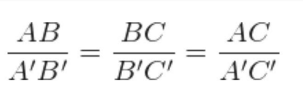 AB/A'B' = BC/B'C' = AC/A'C'